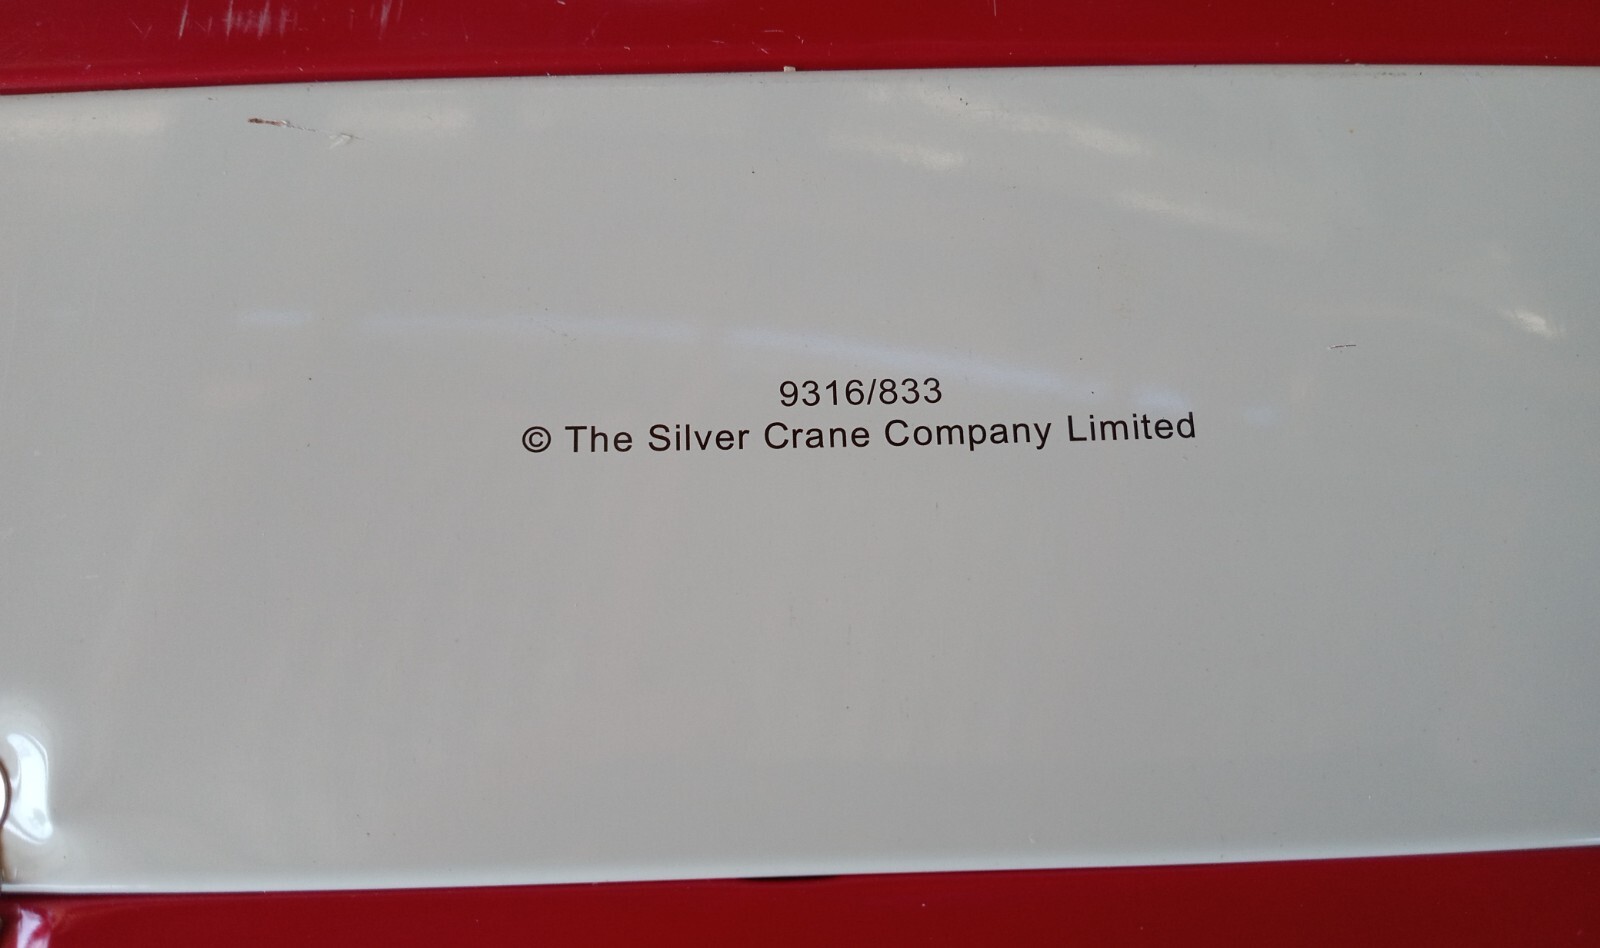 9316/833
© The Silver Crane Company Limited